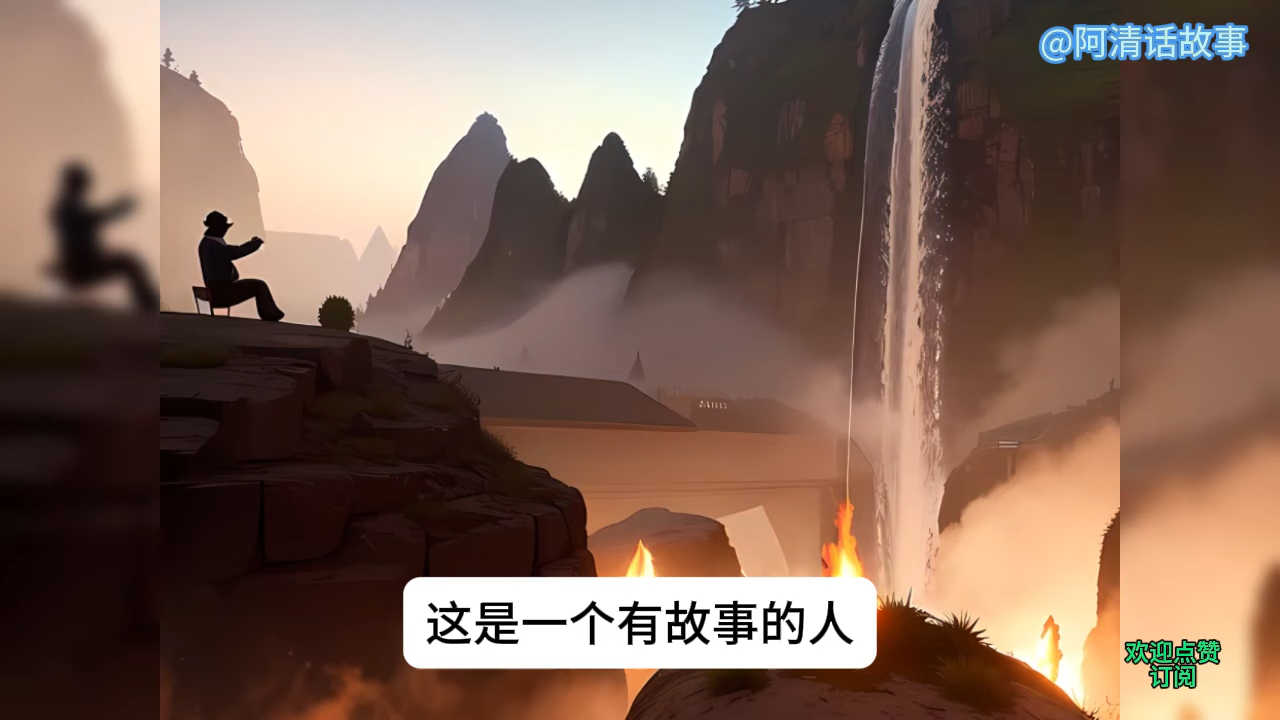 @阿清话故事
这是一个有故事的人
欢迎点赞
订阅